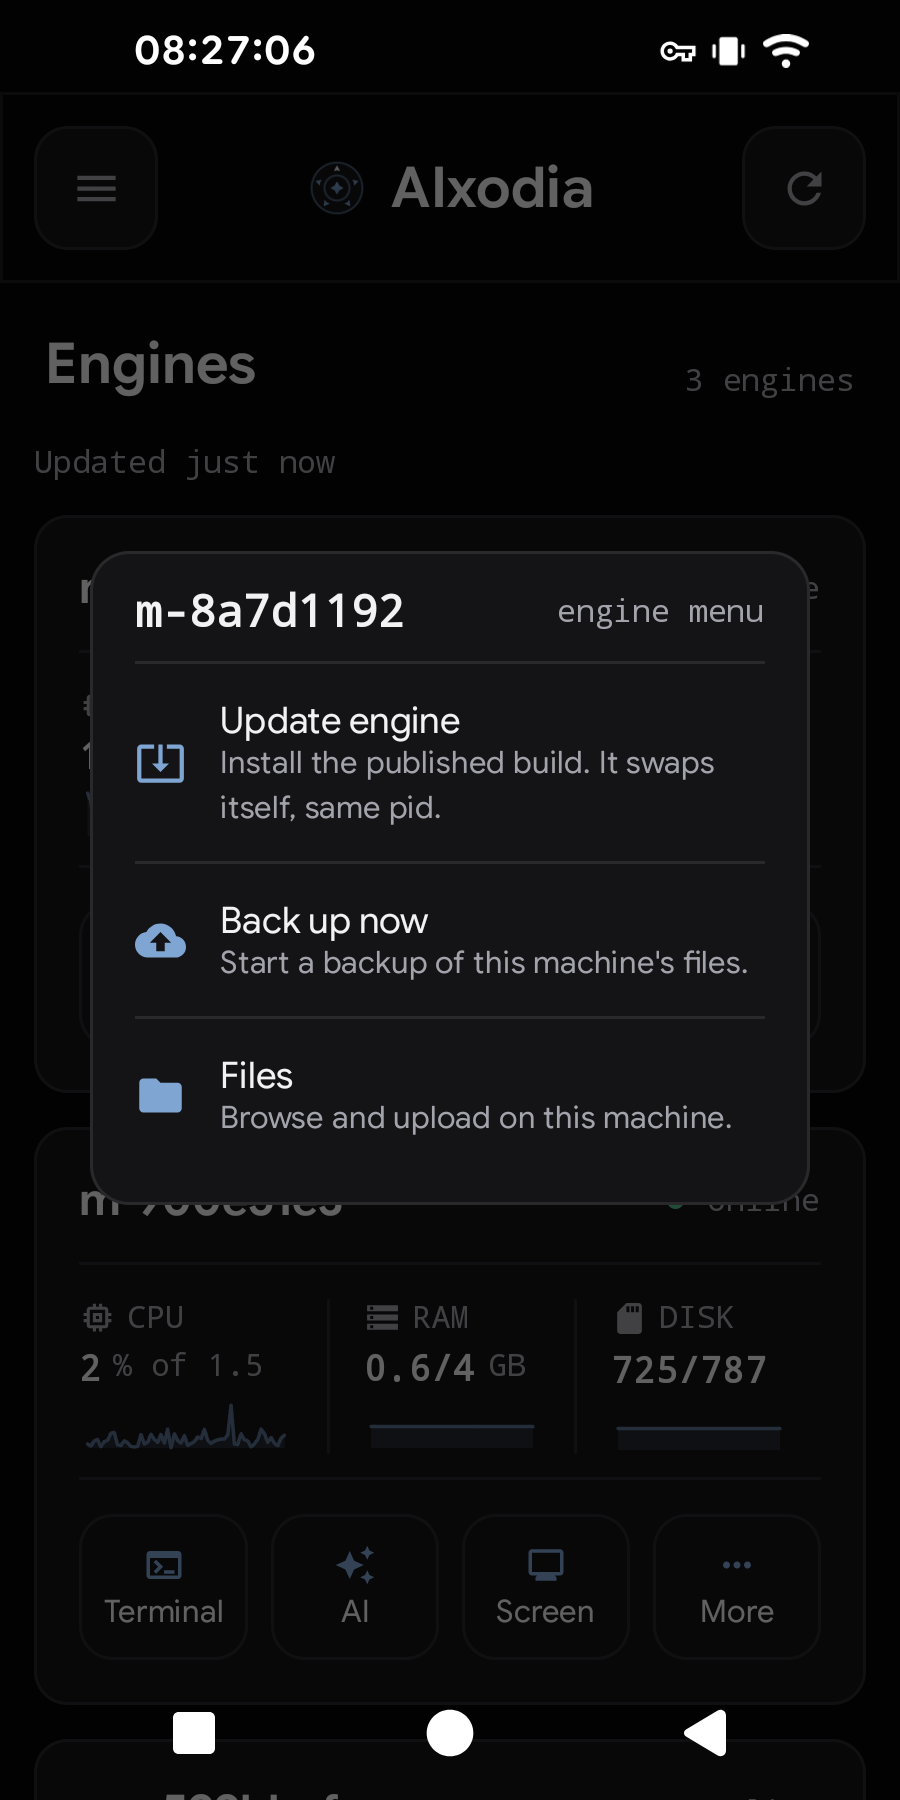 08:27:06
Alxodia
Engines
3 engines
Updated just now
m-8a7d1192
engine menu
Update engine
Install the published build. It swaps
itself, same pid.
Back up now
Start a backup of this machine's files.
Files
Browse and upload on this machine.
online
CPU
RAM
DISK
2 % of 1.5
0.6/4 GB
725/787
Terminal
AI
Screen
More